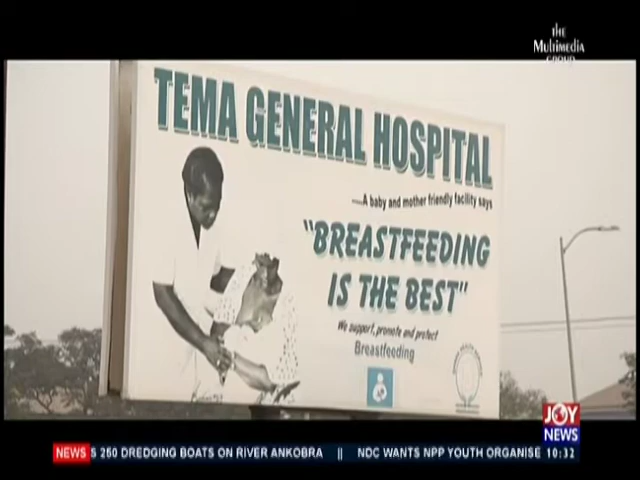 THE
Multimedia
GROUP
TEMA GENERAL HOSPITAL
.....A baby and mother friendly facility says
"BREASTFEEDING
IS THE BEST"
We support, promote and protect
Breastfeeding
JOY
NEWS
NEWS S 250 DREDGING BOATS ON RIVER ANKOBRA || NDC WANTS NPP YOUTH ORGANISE 10:32